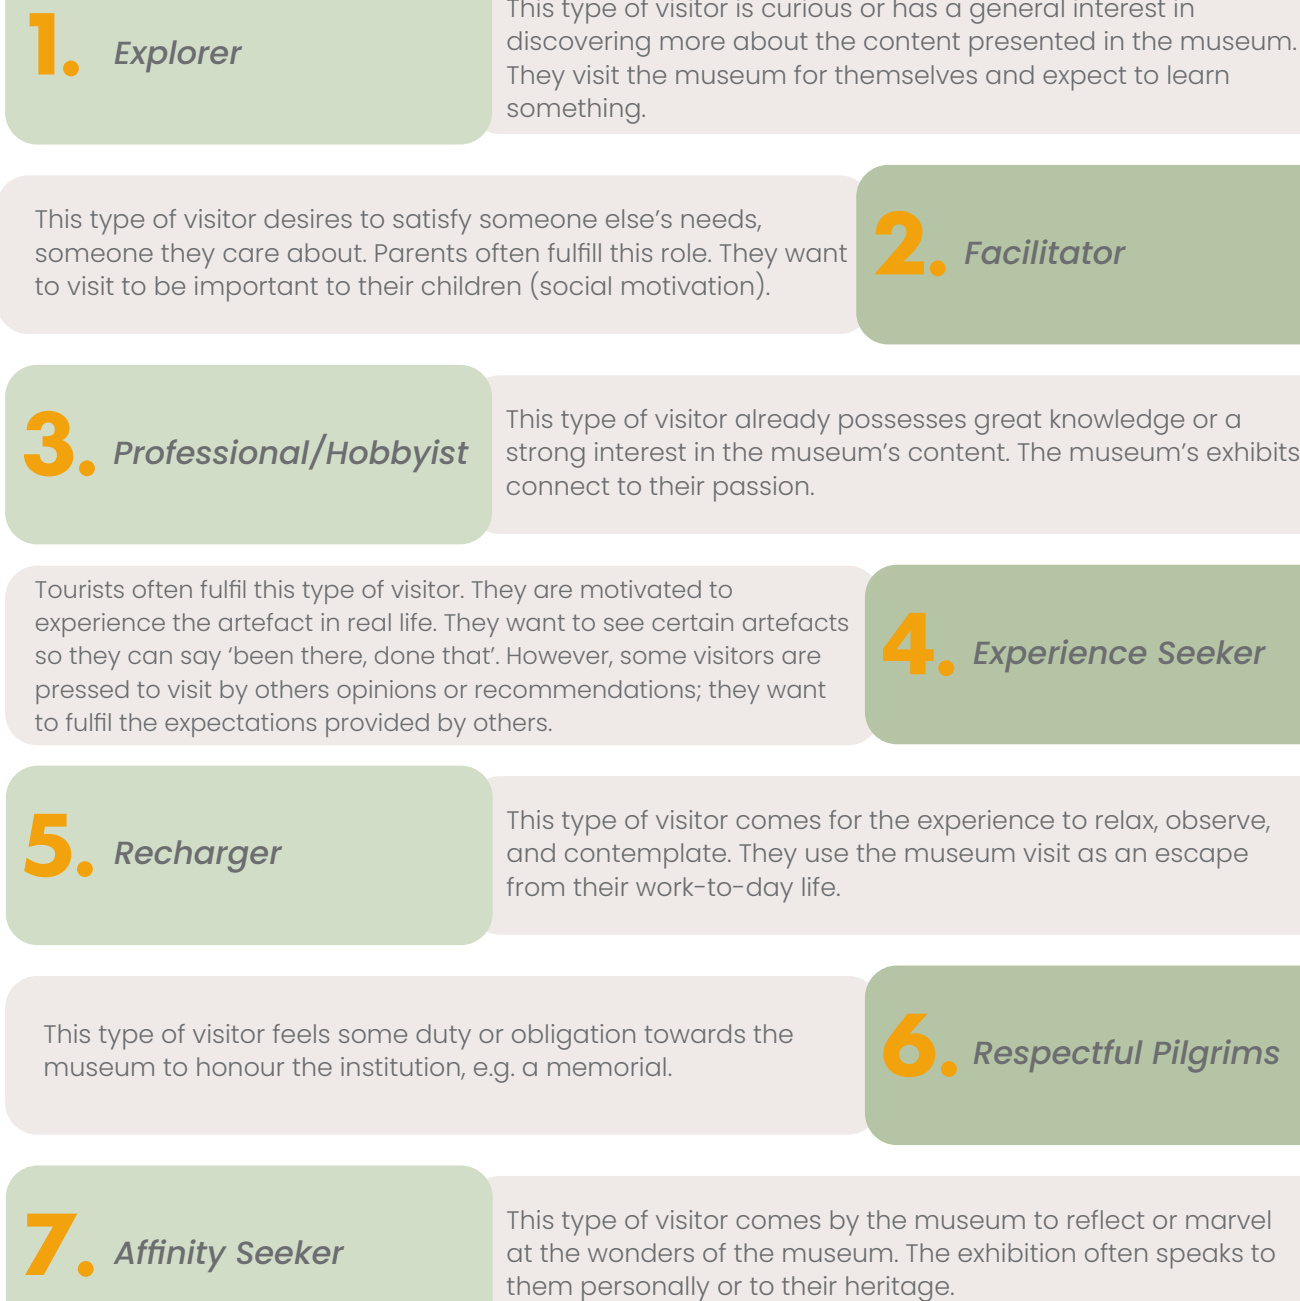 1. Explorer
This type of visitor is curious or has a general interest in
discovering more about the content presented in the museum.
They visit the museum for themselves and expect to learn
something.
This type of visitor desires to satisfy someone else’s needs,
someone they care about. Parents often fulfill this role. They want
to visit to be important to their children (social motivation).
2. Facilitator
3. Professional/Hobbyist
This type of visitor already possesses great knowledge or a
strong interest in the museum’s content. The museum’s exhibits
connect to their passion.
Tourists often fulfil this type of visitor. They are motivated to
experience the artefact in real life. They want to see certain artefacts
so they can say ‘been there, done that’. However, some visitors are
pressed to visit by others opinions or recommendations; they want
to fulfil the expectations provided by others.
4. Experience Seeker
5. Recharger
This type of visitor comes for the experience to relax, observe,
and contemplate. They use the museum visit as an escape
from their work-to-day life.
This type of visitor feels some duty or obligation towards the
museum to honour the institution, e.g. a memorial.
6. Respectful Pilgrims
7. Affinity Seeker
This type of visitor comes by the museum to reflect or marvel
at the wonders of the museum. The exhibition often speaks to
them personally or to their heritage.